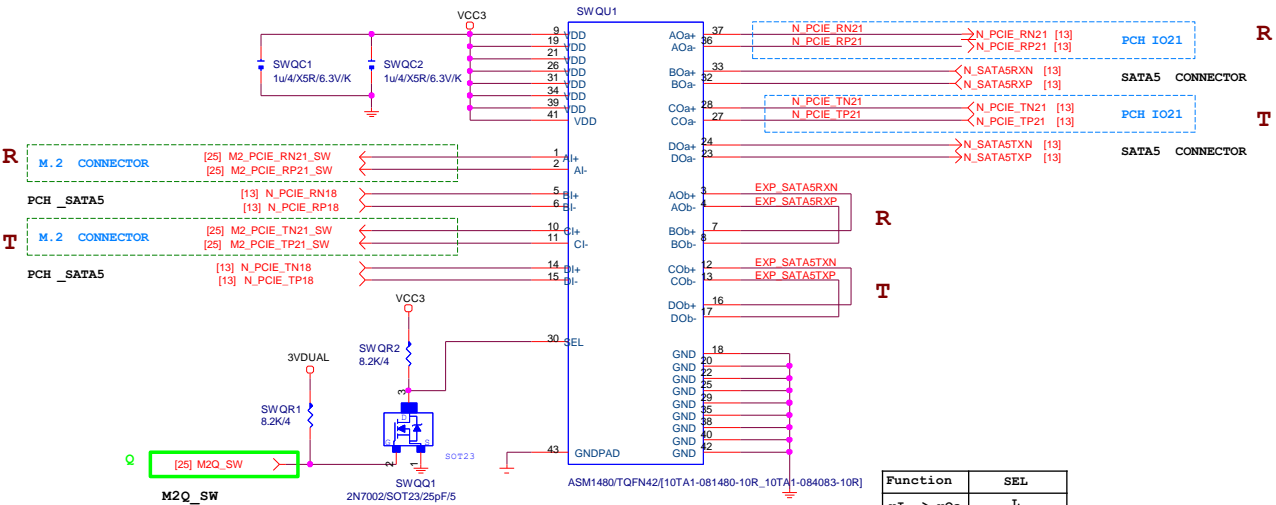 SWQU1
VCC3
SWQC1
1u/4/X5R/6.3V/K
SWQC2
1u/4/X5R/6.3V/K
9 VDD
19 VDD
21 VDD
26 VDD
31 VDD
34 VDD
39 VDD
41 VDD
R
M.2 CONNECTOR
[25] M2_PCIE_RN21_SW
1 AI+
[25] M2_PCIE_RP21_SW
2 AI-
PCH _SATA5
[13] N_PCIE_RN18
5 BI+
[13] N_PCIE_RP18
6 BI-
T
M.2 CONNECTOR
[25] M2_PCIE_TN21_SW
10 CI+
[25] M2_PCIE_TP21_SW
11 CI-
PCH _SATA5
[13] N_PCIE_TN18
14 DI+
[13] N_PCIE_TP18
15 DI-
VCC3
SWQR2
8.2K/4
30 SEL
3VDUAL
SWQR1
8.2K/4
3
D
G
S
2
1
SOT23
Q
[25] M2Q_SW
M2Q_SW
SWQQ1
2N7002/SOT23/25pF/5
43 GNDPAD
ASM1480/TQFN42/[10TA1-081480-10R_10TA1-084083-10R]
AOa+ 37 N_PCIE_RN21 N_PCIE_RN21 [13]
AOa- 36 N_PCIE_RP21 N_PCIE_RP21 [13]
PCH IO21
R
BOa+ 33 N_SATA5RXN [13]
BOa- 32 N_SATA5RXP [13]
SATA5 CONNECTOR
COa+ 28 N_PCIE_TN21 N_PCIE_TN21 [13]
COa- 27 N_PCIE_TP21 N_PCIE_TP21 [13]
PCH IO21
T
DOa+ 24 N_SATA5TXN [13]
DOa- 23 N_SATA5TXP [13]
SATA5 CONNECTOR
AOb+ 3 EXP_SATA5RXN
AOb- 4 EXP_SATA5RXP
BOb+ 7
BOb- 8
R
COb+ 12 EXP_SATA5TXN
COb- 13 EXP_SATA5TXP
DOb+ 16
DOb- 17
T
GND 18
GND 20
GND 22
GND 25
GND 29
GND 35
GND 38
GND 40
GND 42
Function SEL